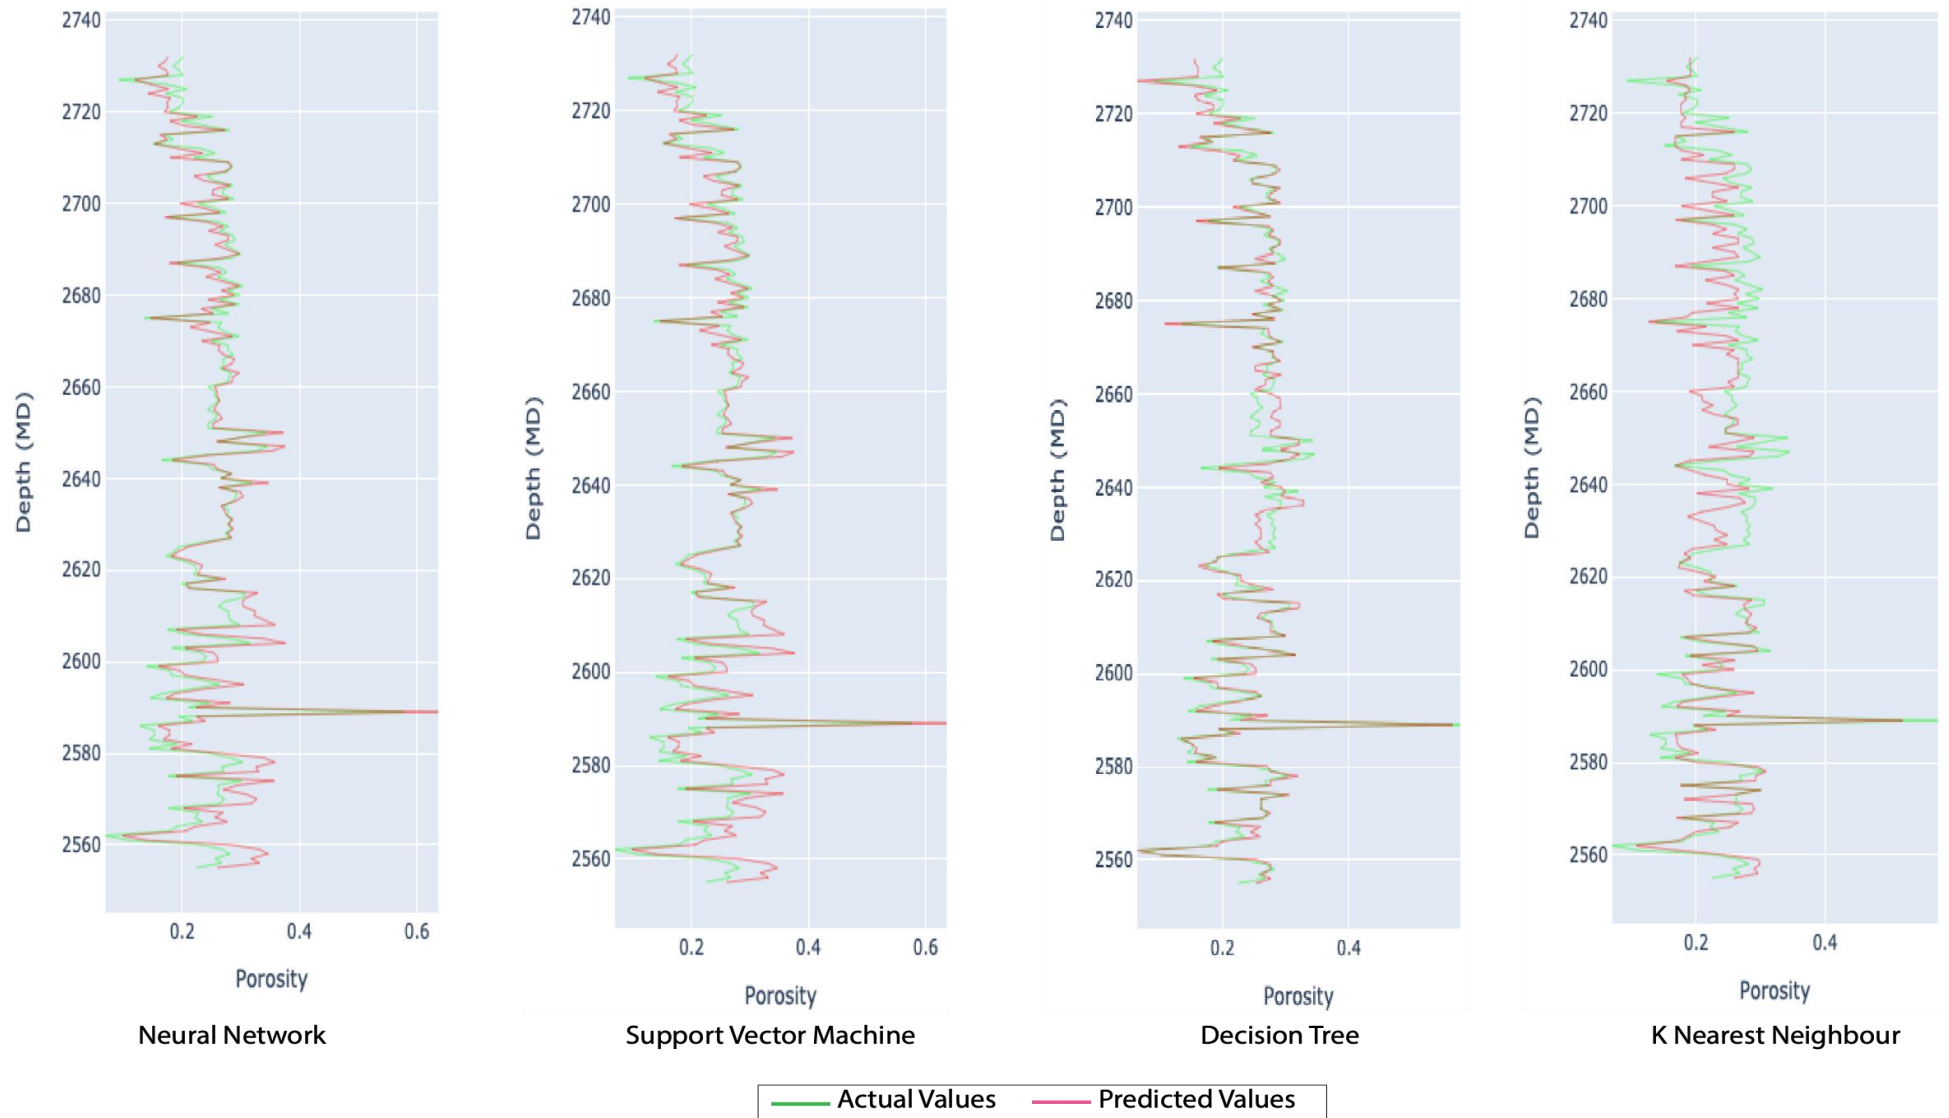 2740
2720
2700
2680
2660
2640
2620
2600
2580
2560
Depth (MD)
0.2 0.4 0.6
Porosity
Neural Network
2740
2720
2700
2680
2660
2640
2620
2600
2580
2560
Depth (MD)
0.2 0.4 0.6
Porosity
Support Vector Machine
2740
2720
2700
2680
2660
2640
2620
2600
2580
2560
Depth (MD)
0.2 0.4
Porosity
Decision Tree
2740
2720
2700
2680
2660
2640
2620
2600
2580
2560
Depth (MD)
0.2 0.4
Porosity
K Nearest Neighbour
Actual Values Predicted Values